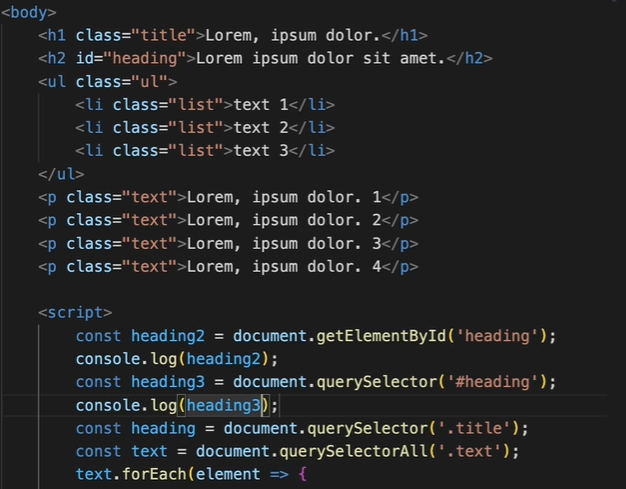 <body>
<h1 class="title">Lorem, ipsum dolor.</h1>
<h2 id="heading">Lorem ipsum dolor sit amet.</h2>
<ul class="ul">
<li class="list">text 1</li>
<li class="list">text 2</li>
<li class="list">text 3</li>
</ul>
<p class="text">Lorem, ipsum dolor. 1</p>
<p class="text">Lorem, ipsum dolor. 2</p>
<p class="text">Lorem, ipsum dolor. 3</p>
<p class="text">Lorem, ipsum dolor. 4</p>
<script>
const heading2 = document.getElementById('heading');
console.log(heading2);
const heading3 = document.querySelector('#heading');
console.log(heading3);
const heading = document.querySelector('.title');
const text = document.querySelectorAll('.text');
text.forEach(element => {